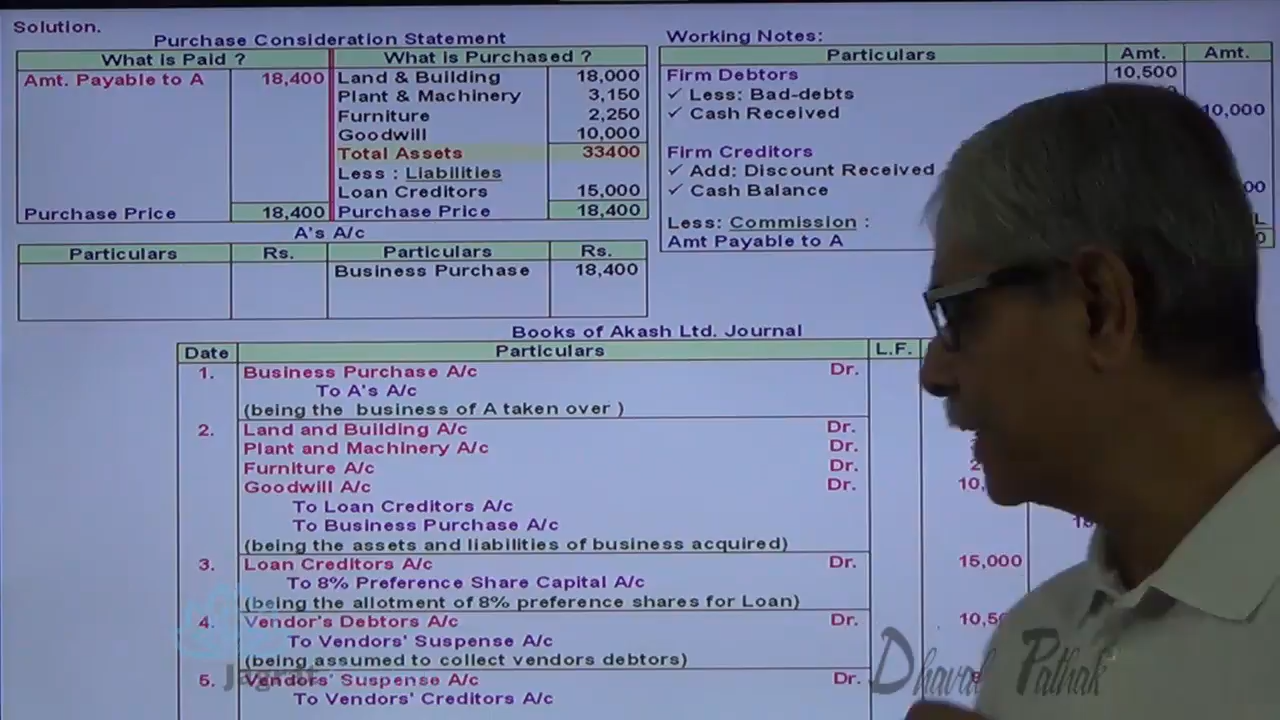 Solution.
Purchase Consideration Statement
What is Paid ? What is Purchased ?
Amt. Payable to A 18,400 Land & Building 18,000
Plant & Machinery 3,150
Furniture 2,250
Goodwill 10,000
Total Assets 33400
Less : Liabilities
Loan Creditors 15,000
Purchase Price 18,400 Purchase Price 18,400
A's A/c
Particulars Rs. Particulars Rs.
Business Purchase 18,400
Working Notes:
Particulars Amt. Amt.
Firm Debtors 10,500
✓ Less: Bad-debts
✓ Cash Received 10,000
Firm Creditors
✓ Add: Discount Received
✓ Cash Balance
Less: Commission :
Amt Payable to A
Books of Akash Ltd. Journal
Date Particulars L.F.
1. Business Purchase A/c Dr.
To A's A/c
(being the business of A taken over )
2. Land and Building A/c Dr.
Plant and Machinery A/c Dr.
Furniture A/c Dr.
Goodwill A/c Dr.
To Loan Creditors A/c
To Business Purchase A/c
(being the assets and liabilities of business acquired)
3. Loan Creditors A/c Dr. 15,000
To 8% Preference Share Capital A/c
(being the allotment of 8% preference shares for Loan)
4. Vendor's Debtors A/c Dr.
To Vendors' Suspense A/c
(being assumed to collect vendors debtors)
5. Vendors' Suspense A/c Dr.
To Vendors' Creditors A/c
Dhaval Pathak